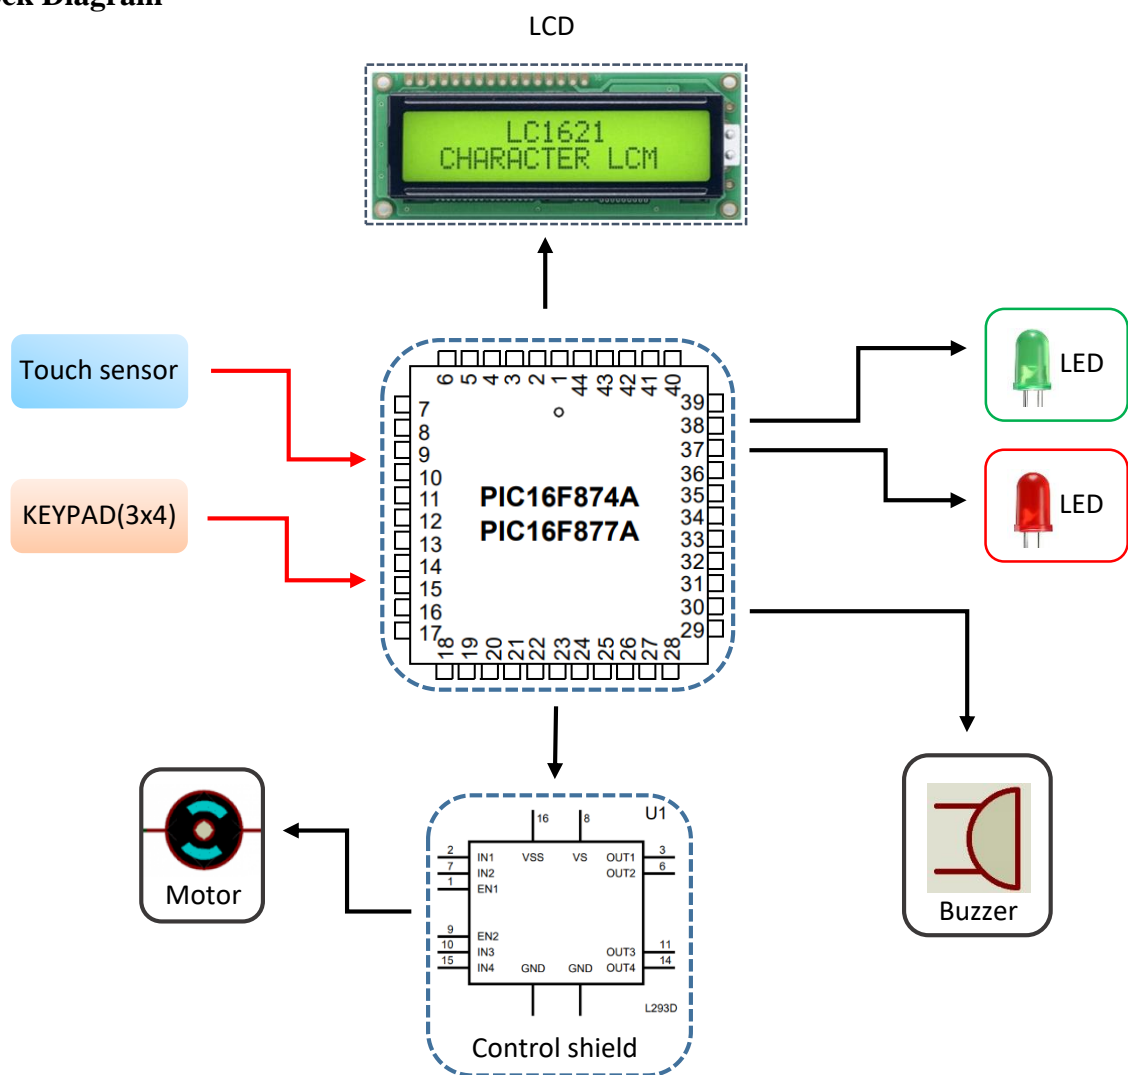 ck Diagram
LCD
LC1621
CHARACTER LCM
Touch sensor
KEYPAD(3x4)
6 5 4 3 2 1 44 43 42 41 40
7
8
9
10
11
12
13
14
15
16
17
39
38
37
36
35
34
33
32
31
30
29
PIC16F874A
PIC16F877A
18 19 20 21 22 23 24 25 26 27 28
LED
LED
Motor
Buzzer
U1
16 8
2 IN1 VSS VS OUT1 3
7 IN2 OUT2 6
1 EN1
9 EN2
10 IN3 OUT3 11
15 IN4 GND GND OUT4 14
L293D
Control shield